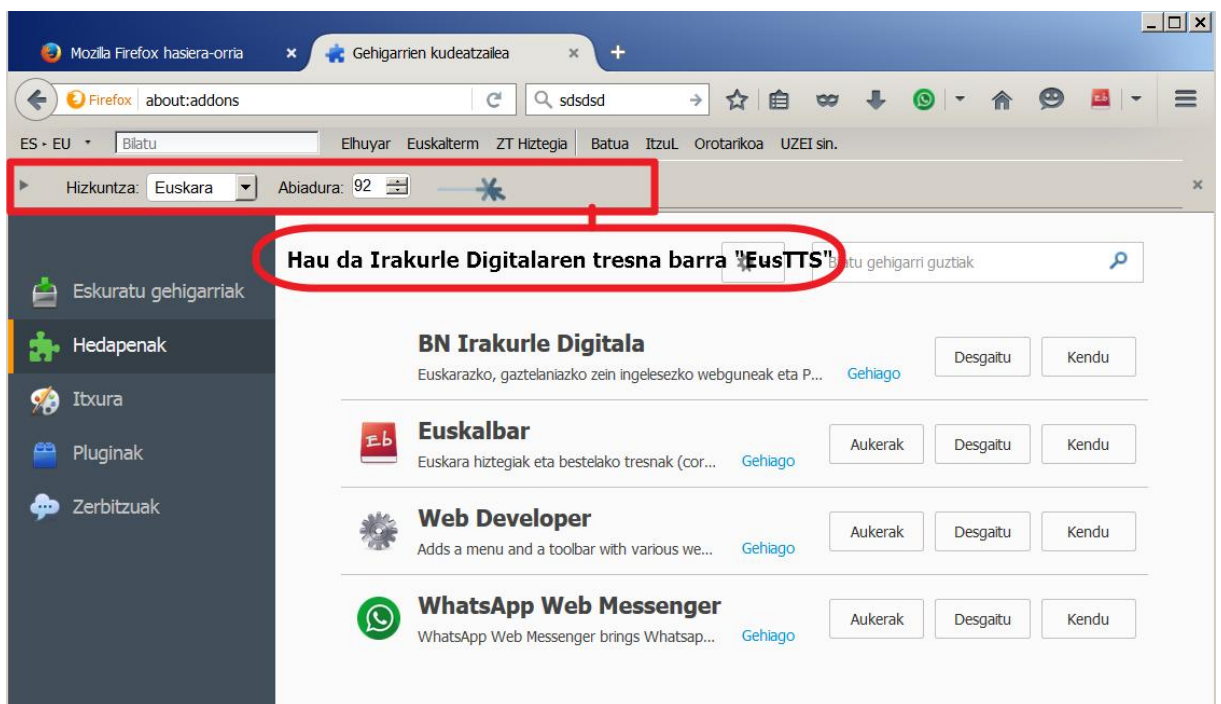 Mozilla Firefox hasiera-orria
Gehigarrien kudeatzailea
Firefox about:addons
sdsdsd
ES - EU Bilatu Elhuyar Euskalterm ZT Hiztegia Batua ItzuL Orotarikoa UZEI sin.
Hizkuntza: Euskara Abiadura: 92
Hau da Irakurle Digitalaren tresna barra "EusTTS"
Bilatu gehigarri guztiak
Eskuratu gehigarriak
Hedapenak
Itxura
Pluginak
Zerbitzuak
BN Irakurle Digitala
Euskarazko, gaztelaniazko zein ingelesezko webguneak eta P... Gehiago
Desgaitu Kendu
Eb
Euskalbar
Euskara hiztegiak eta bestelako tresnak (cor... Gehiago
Aukerak Desgaitu Kendu
Web Developer
Adds a menu and a toolbar with various we... Gehiago
Aukerak Desgaitu Kendu
WhatsApp Web Messenger
WhatsApp Web Messenger brings Whatsap... Gehiago
Aukerak Desgaitu Kendu